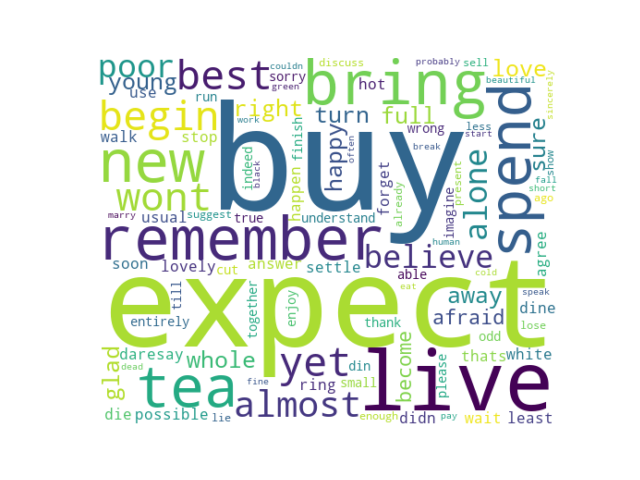 poor
best
bring
discuss
probably
sell
love
beautiful
sincerely
couldn
sorry
green
young
use
run
hot
begin
right
turn
full
wrong
less
start
sure
work
often
happy
walk
stop
finish
buy
break
fall
show
short
new
indeed
black
happen
forget
imagine
present
alone
spend
ago
wont
already
marry
usual
suggest
true
understand
human
remember
believe
agree
soon
lovely
cut
answer
settle
able
cold
eat
expect
till
together
enjoy
away
dine
speak
entirely
thank
afraid
odd
lose
daresay
whole
yet
din
become
please
thats
white
glad
dead
tea
fine
ring
small
live
almost
die
possible
lie
enough
didn
pay
wait
least